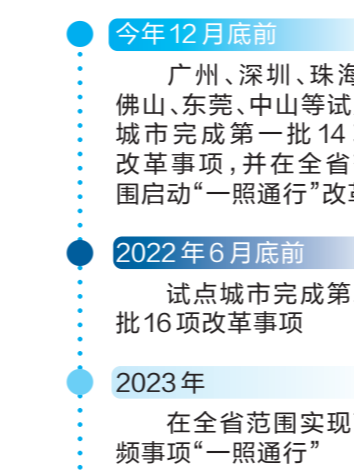 今年12月底前
广州、深圳、珠海
佛山、东莞、中山等试
城市完成第一批14
改革事项,并在全省
围启动“一照通行”改革
2022年6月底前
试点城市完成第
批16项改革事项
2023年
在全省范围实现
频事项“一照通行”